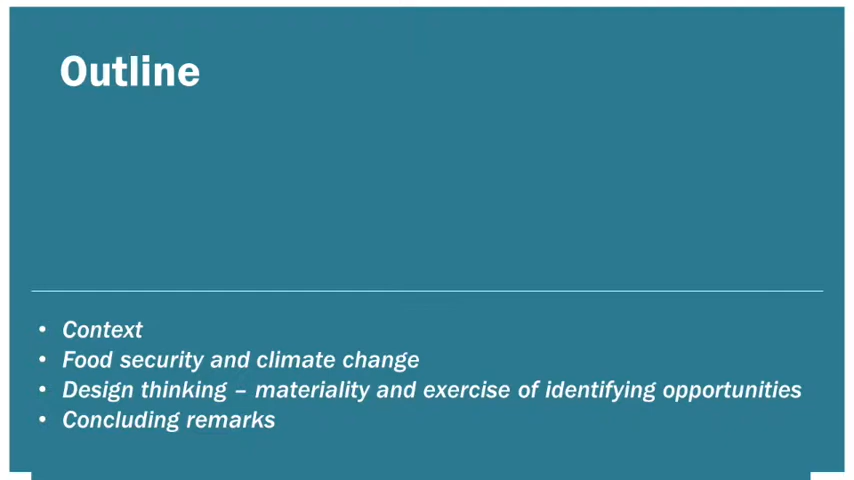 Outline
• Context
• Food security and climate change
• Design thinking – materiality and exercise of identifying opportunities
• Concluding remarks